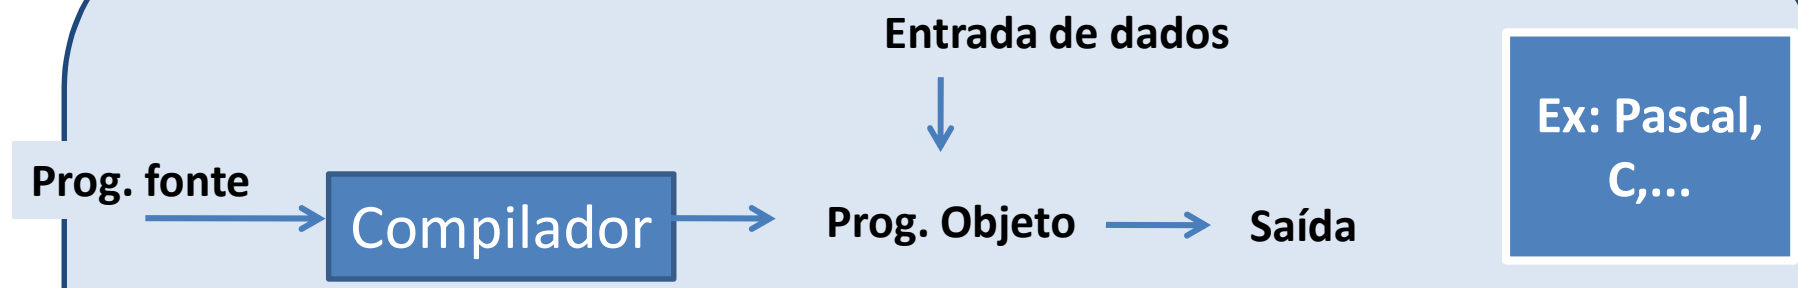 Entrada de dados
Ex: Pascal,
C,...
Prog. fonte
Compilador
Prog. Objeto
Saída